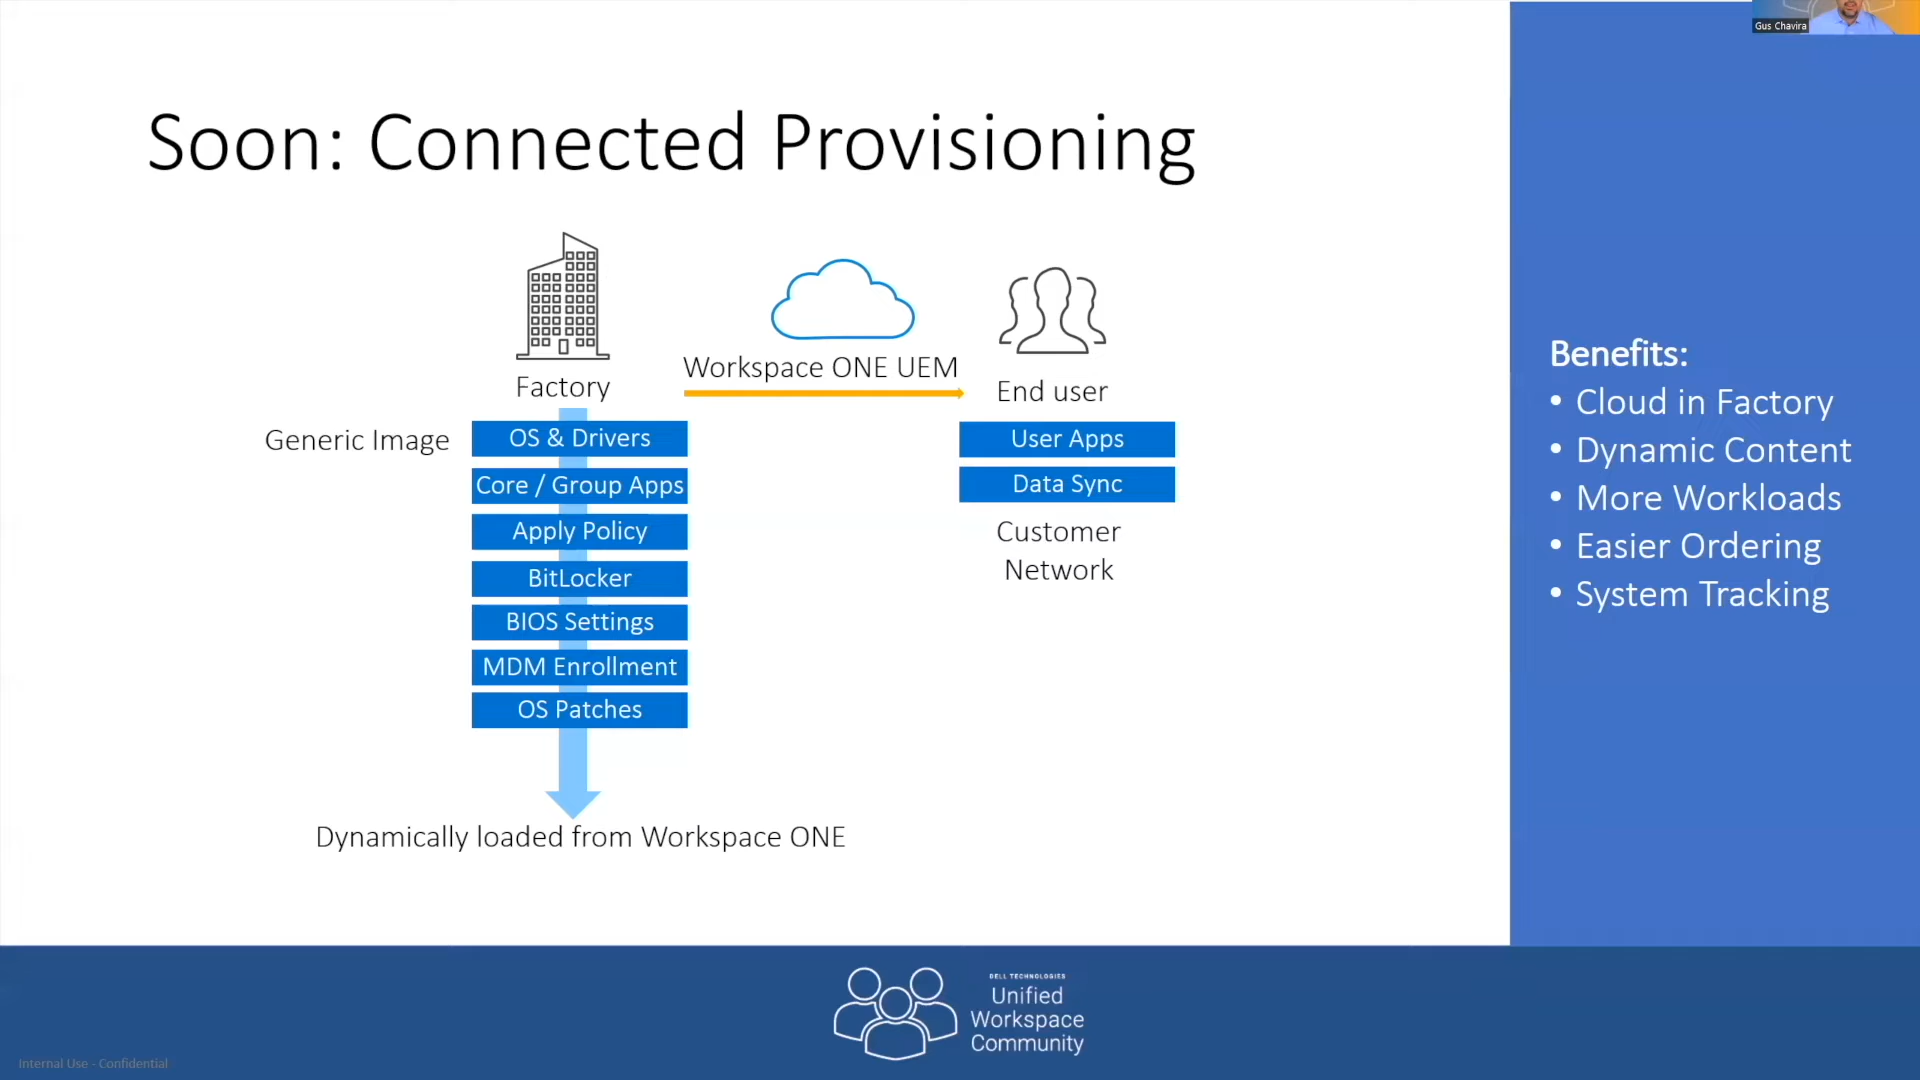 Gus Chavira
Soon: Connected Provisioning
Factory
Workspace ONE UEM
End user
Generic Image
OS & Drivers
Core / Group Apps
Apply Policy
BitLocker
BIOS Settings
MDM Enrollment
OS Patches
Dynamically loaded from Workspace ONE
User Apps
Data Sync
Customer
Network
Benefits:
• Cloud in Factory
• Dynamic Content
• More Workloads
• Easier Ordering
• System Tracking
DELL TECHNOLOGIES
Unified
Workspace
Community
Internal Use - Confidential